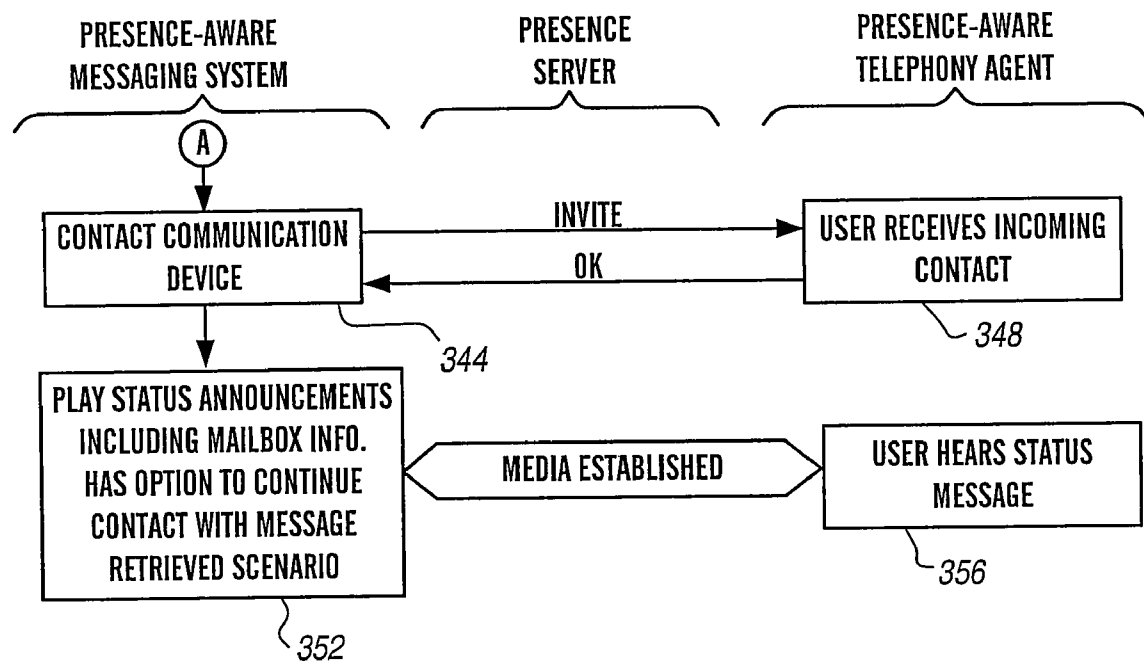 PRESENCE-AWARE
MESSAGING SYSTEM
PRESENCE
SERVER
PRESENCE-AWARE
TELEPHONY AGENT
A
CONTACT COMMUNICATION
DEVICE
INVITE
OK
USER RECEIVES INCOMING
CONTACT
344
348
PLAY STATUS ANNOUNCEMENTS
INCLUDING MAILBOX INFO.
HAS OPTION TO CONTINUE
CONTACT WITH MESSAGE
RETRIEVED SCENARIO
MEDIA ESTABLISHED
USER HEARS STATUS
MESSAGE
352
356